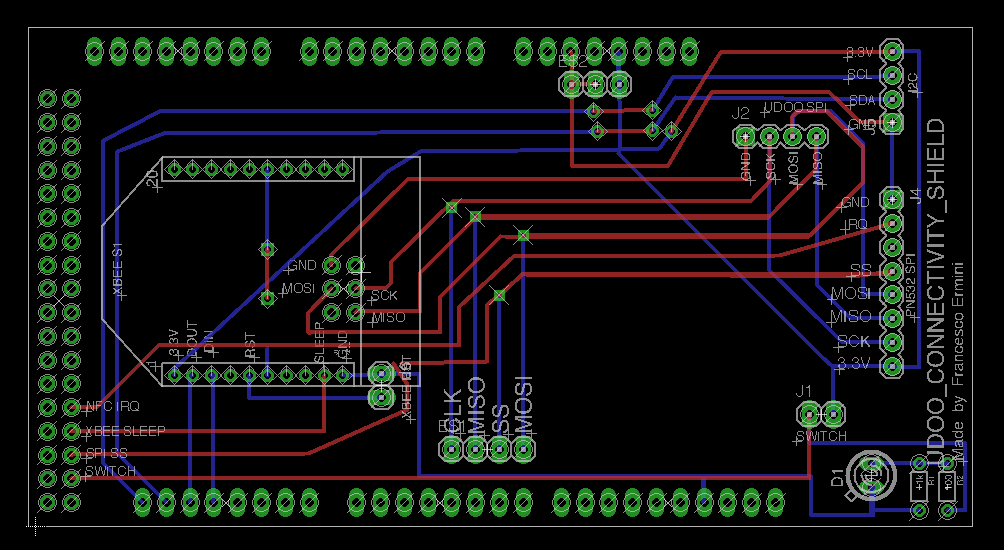 3.3V
SCL
I2C
SDA
GND
J2
UDOO SPI
GND
SCK
MOSI
MISO
20
XBEE-S1
GND
MOSI
SCK
MISO
3.3V
DOUT
DIN
RST
SLEEP
GND
1
J4
GND
IRQ
SS
MOSI
MISO
SCK
3.3V
PN532 SPI
UDOO_CONNECTIVITY_SHIELD
Made by Francesco Ermini
CLK
MISO
SS
MOSI
NFC IRQ
XBEE SLEEP
SPI SS
SWITCH
J1
SWITCH
D1
R1
R2